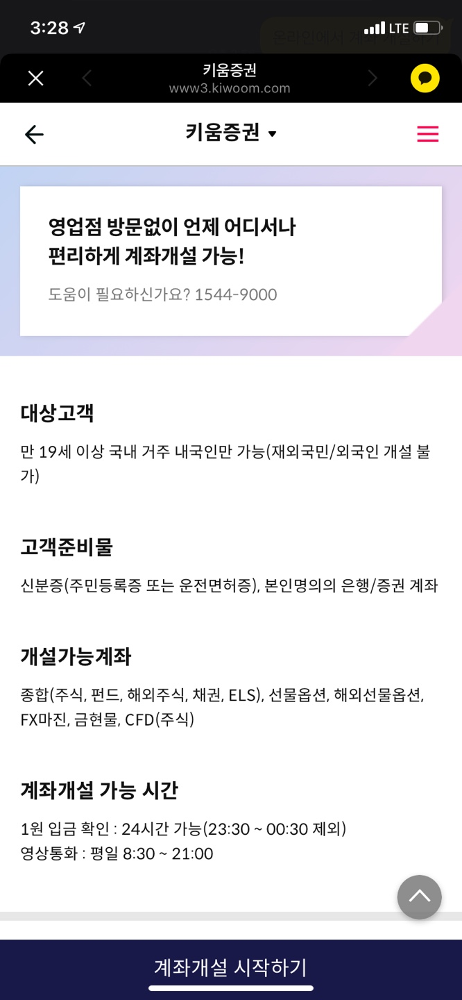 3:28
LTE
키움증권
www3.kiwoom.com
키움증권
영업점 방문없이 언제 어디서나
편리하게 계좌개설 가능!
도움이 필요하신가요? 1544-9000
대상고객
만 19세 이상 국내 거주 내국인만 가능(재외국민/외국인 개설 불
가)
고객준비물
신분증(주민등록증 또는 운전면허증), 본인명의의 은행/증권 계좌
개설가능계좌
종합(주식, 펀드, 해외주식, 채권, ELS), 선물옵션, 해외선물옵션,
FX마진, 금현물, CFD(주식)
계좌개설 가능 시간
1원 입금 확인 : 24시간 가능(23:30 ~ 00:30 제외)
영상통화 : 평일 8:30 ~ 21:00
계좌개설 시작하기